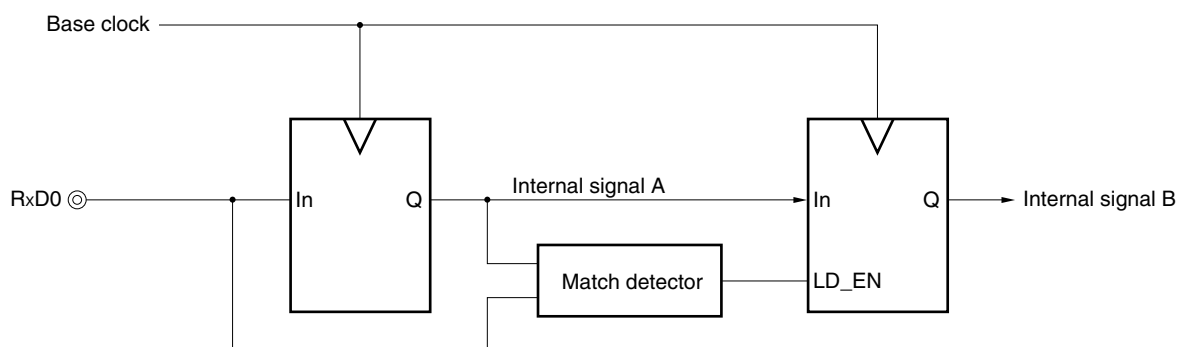 Base clock
RxD0
In
Q
Internal signal A
In
Q
Internal signal B
Match detector
LD_EN